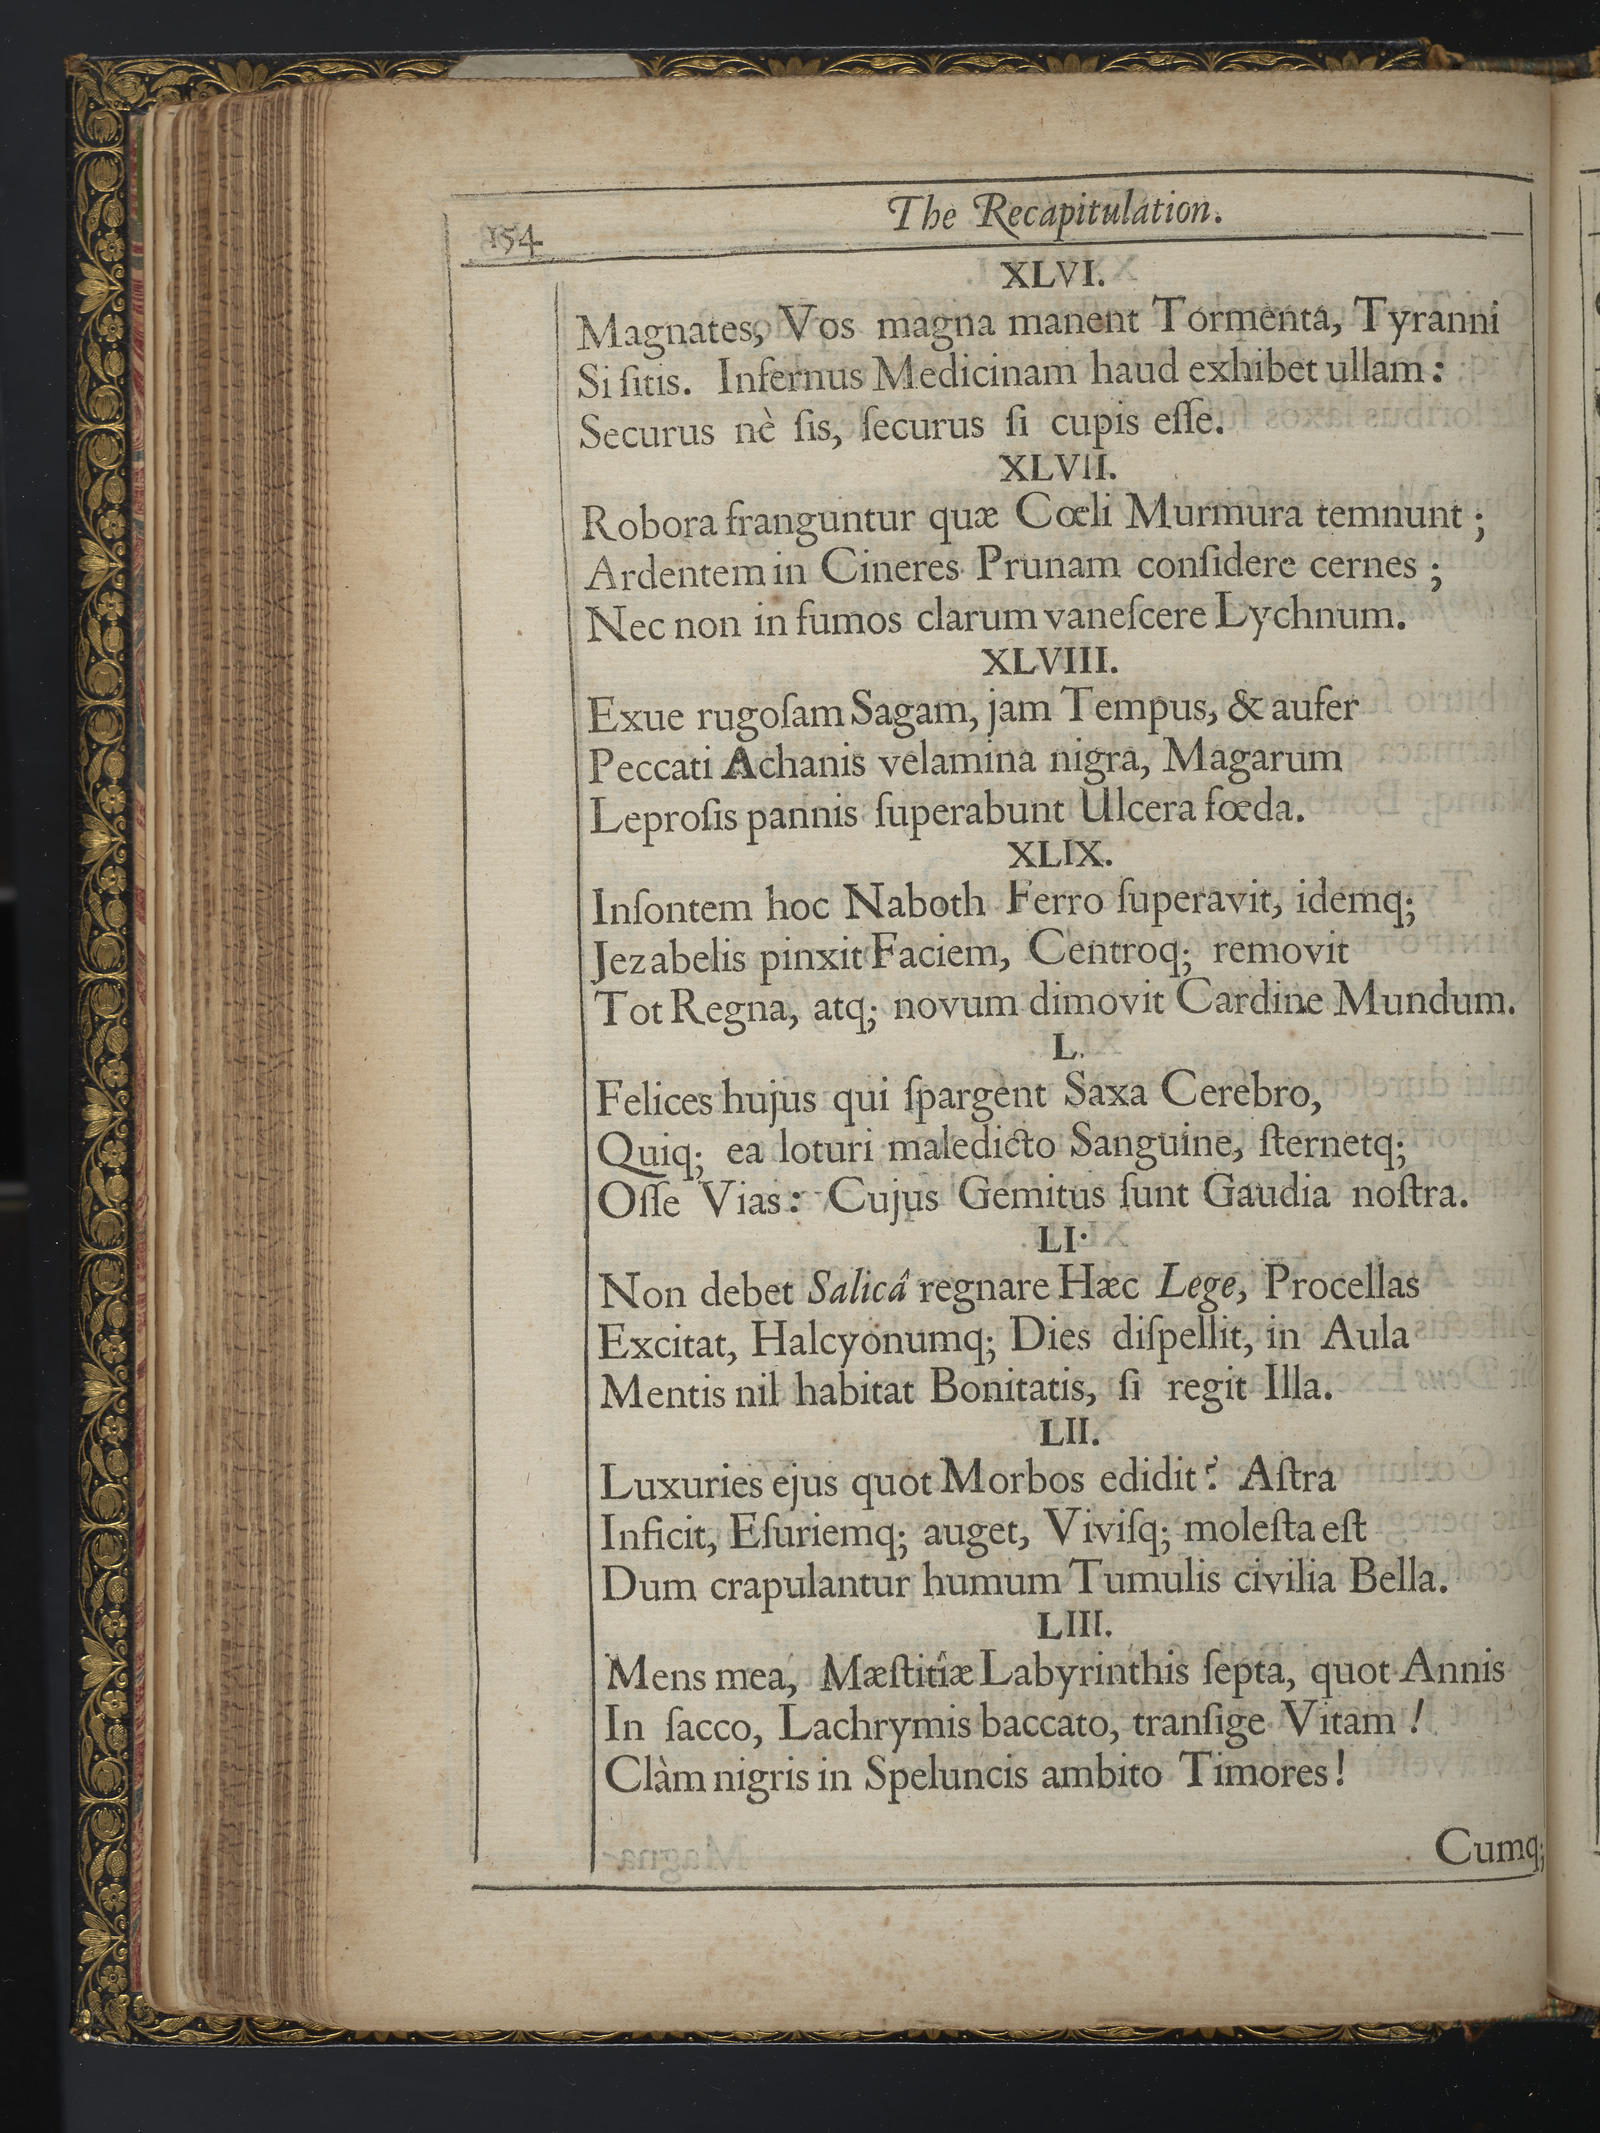 154
The Recapitulation.
XLVI.
Magnates, Vos magna manent Tormenta, Tyranni
Si ſitis. Infernus Medicinam haud exhibet ullam:
Securus nè ſis, ſecurus ſi cupis eſſe.
XLVII.
Robora franguntur quæ Cœli Murmura temnunt;
Ardentem in Cineres Prunam conſidere cernes;
Nec non in fumos clarum vaneſcere Lychnum.
XLVIII.
Exue rugoſam Sagam, jam Tempus, & aufer
Peccati Achanis velamina nigra, Magarum
Leproſis pannis ſuperabunt Ulcera fœda.
XLIX.
Inſontem hoc Naboth Ferro ſuperavit, idemq;
Jezabelis pinxit Faciem, Centroq; removit
Tot Regna, atq; novum dimovit Cardine Mundum.
L.
Felices hujus qui ſpargent Saxa Cerebro,
Quiq; ea loturi maledicto Sanguine, ſternetq;
Oſſe Vias: Cujus Gemitus ſunt Gaudia noſtra.
LI.
Non debet Salicâ regnare Hæc Lege, Procellas
Excitat, Halcyonumq; Dies diſpellit, in Aula
Mentis nil habitat Bonitatis, ſi regit Illa.
LII.
Luxuries ejus quot Morbos edidit? Aſtra
Inficit, Eſuriemq; auget, Viviſq; moleſta eſt
Dum crapulantur humum Tumulis civilia Bella.
LIII.
Mens mea, Mæſtitiæ Labyrinthis ſepta, quot Annis
In ſacco, Lachrymis baccato, tranſige Vitam!
Clàm nigris in Speluncis ambito Timores!
Cumq;